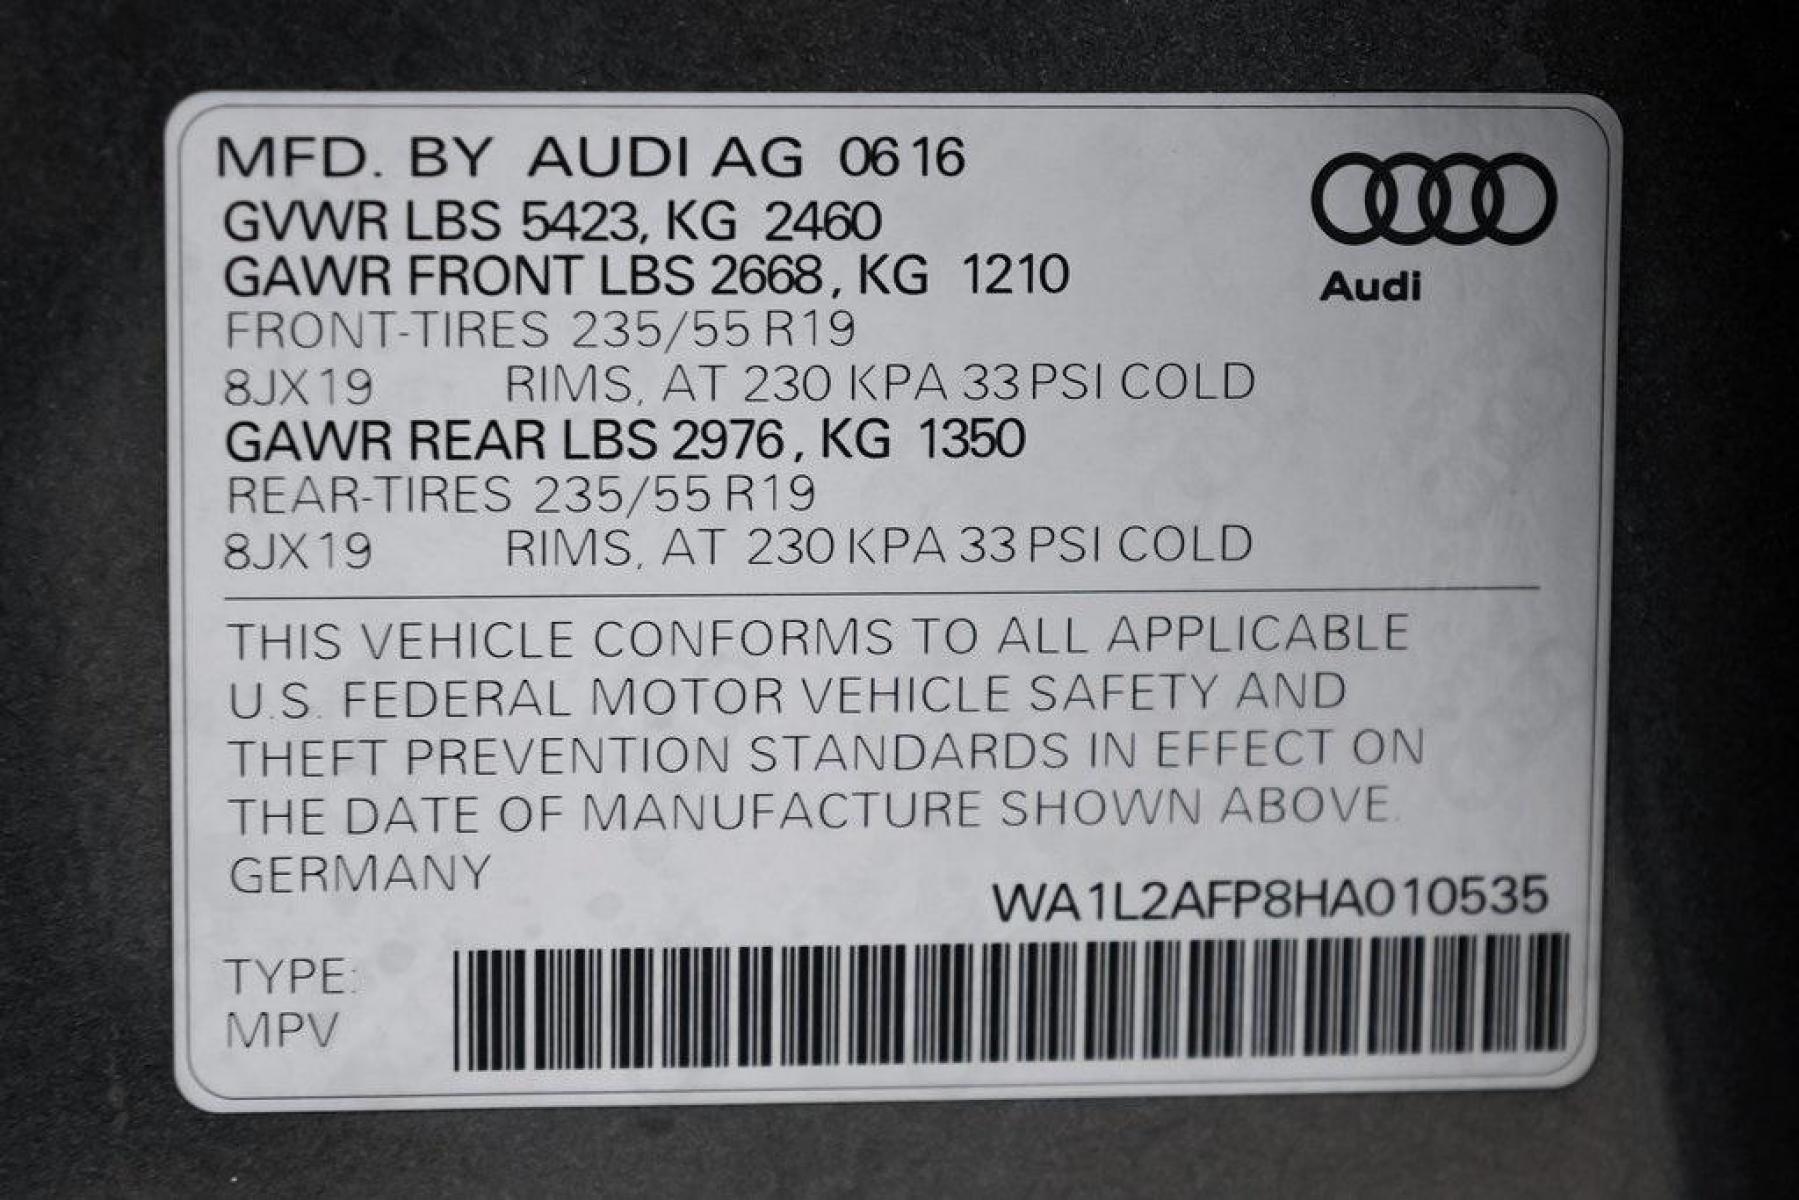 MFD. BY AUDI AG 06 16
GVWR LBS 5423, KG 2460
GAWR FRONT LBS 2668, KG 1210
FRONT-TIRES 235/55 R19
8JX19 RIMS, AT 230 KPA 33 PSI COLD
GAWR REAR LBS 2976, KG 1350
REAR-TIRES 235/55 R19
8JX19 RIMS, AT 230 KPA 33 PSI COLD
Audi
THIS VEHICLE CONFORMS TO ALL APPLICABLE
U.S. FEDERAL MOTOR VEHICLE SAFETY AND
THEFT PREVENTION STANDARDS IN EFFECT ON
THE DATE OF MANUFACTURE SHOWN ABOVE.
GERMANY
WA1L2AFP8HA010535
TYPE:
MPV